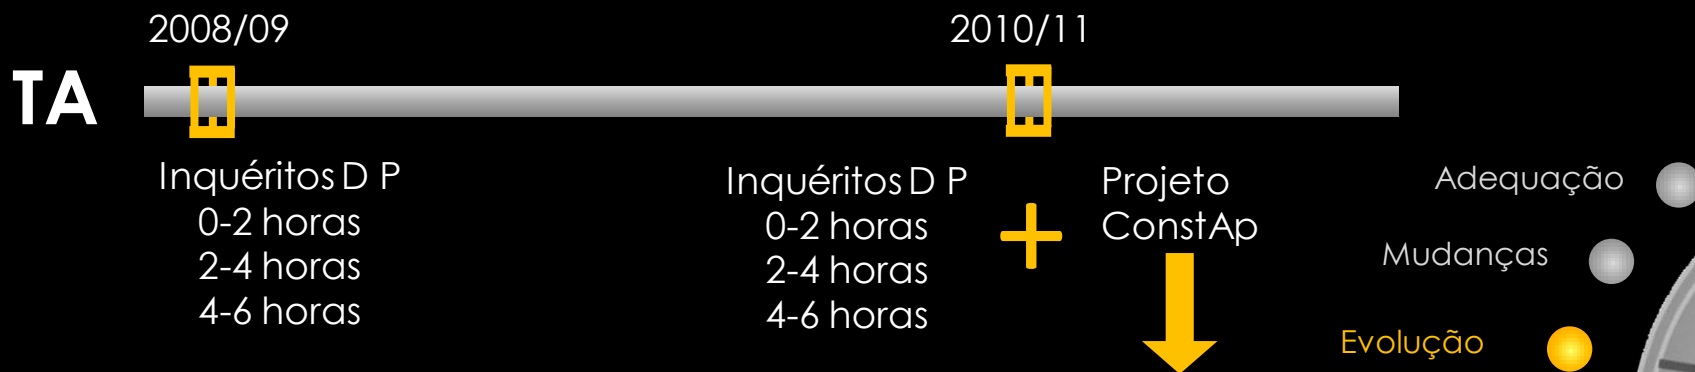 2008/09
2010/11
TA
Inquéritos D P
0-2 horas
2-4 horas
4-6 horas
Inquéritos D P
0-2 horas
2-4 horas
4-6 horas
+
Projeto
ConstAp
Adequação
Mudanças
Evolução